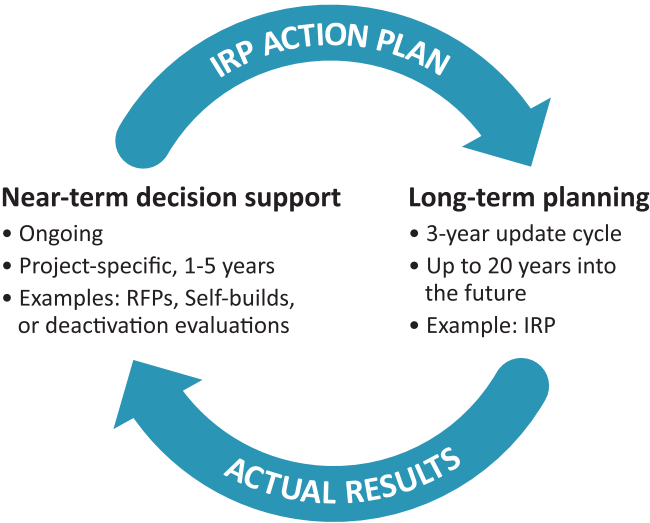 IRP ACTION PLAN
Near-term decision support
• Ongoing
• Project-specific, 1-5 years
• Examples: RFPs, Self-builds,
or deactivation evaluations
Long-term planning
• 3-year update cycle
• Up to 20 years into
the future
• Example: IRP
ACTUAL RESULTS